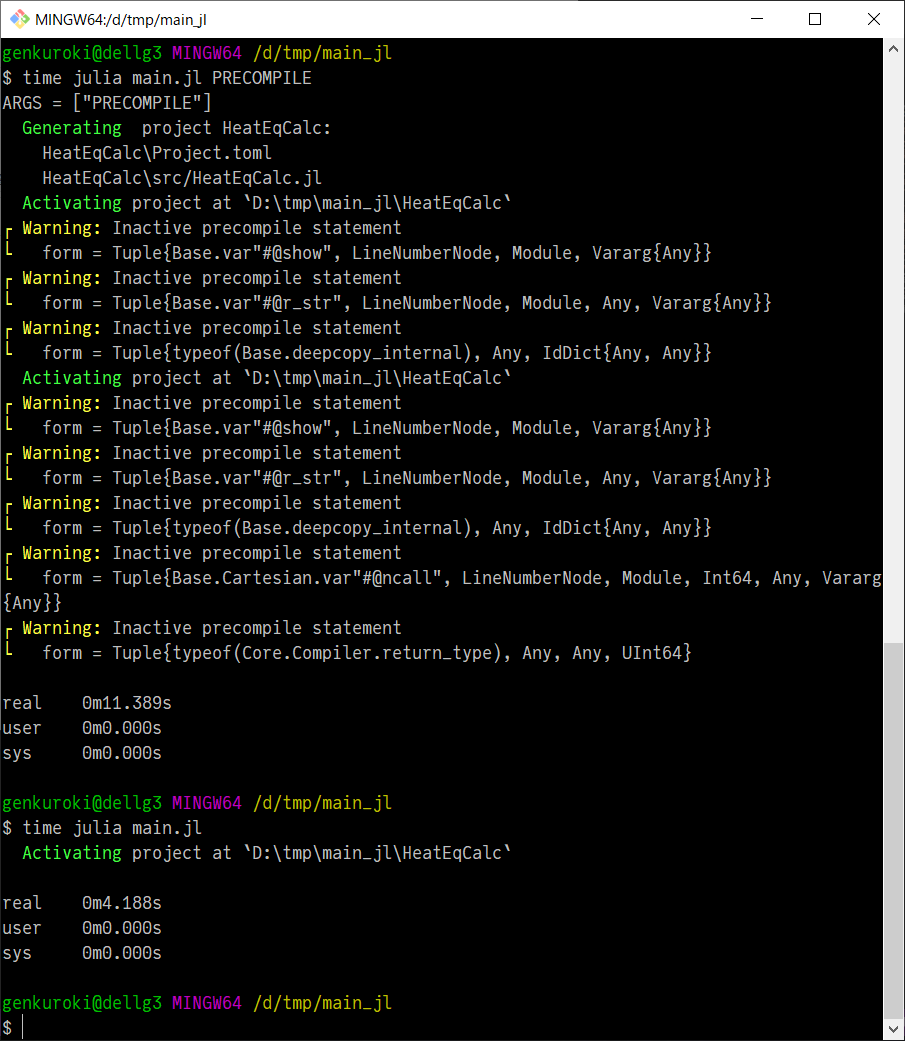 MINGW64:/d/tmp/main_jl
genkuroki@dellg3 MINGW64 /d/tmp/main_jl
$ time julia main.jl PRECOMPILE
ARGS = ["PRECOMPILE"]
  Generating  project HeatEqCalc:
    HeatEqCalc\Project.toml
    HeatEqCalc\src/HeatEqCalc.jl
  Activating project at `D:\tmp\main_jl\HeatEqCalc`
┌ Warning: Inactive precompile statement
└   form = Tuple{Base.var"#@show", LineNumberNode, Module, Vararg{Any}}
┌ Warning: Inactive precompile statement
└   form = Tuple{Base.var"#@r_str", LineNumberNode, Module, Any, Vararg{Any}}
┌ Warning: Inactive precompile statement
└   form = Tuple{typeof(Base.deepcopy_internal), Any, IdDict{Any, Any}}
  Activating project at `D:\tmp\main_jl\HeatEqCalc`
┌ Warning: Inactive precompile statement
└   form = Tuple{Base.var"#@show", LineNumberNode, Module, Vararg{Any}}
┌ Warning: Inactive precompile statement
└   form = Tuple{Base.var"#@r_str", LineNumberNode, Module, Any, Vararg{Any}}
┌ Warning: Inactive precompile statement
└   form = Tuple{typeof(Base.deepcopy_internal), Any, IdDict{Any, Any}}
┌ Warning: Inactive precompile statement
└   form = Tuple{Base.Cartesian.var"#@ncall", LineNumberNode, Module, Int64, Any, Vararg
{Any}}
┌ Warning: Inactive precompile statement
└   form = Tuple{typeof(Core.Compiler.return_type), Any, Any, UInt64}
real    0m11.389s
user    0m0.000s
sys     0m0.000s
genkuroki@dellg3 MINGW64 /d/tmp/main_jl
$ time julia main.jl
  Activating project at `D:\tmp\main_jl\HeatEqCalc`
real    0m4.188s
user    0m0.000s
sys     0m0.000s
genkuroki@dellg3 MINGW64 /d/tmp/main_jl
$